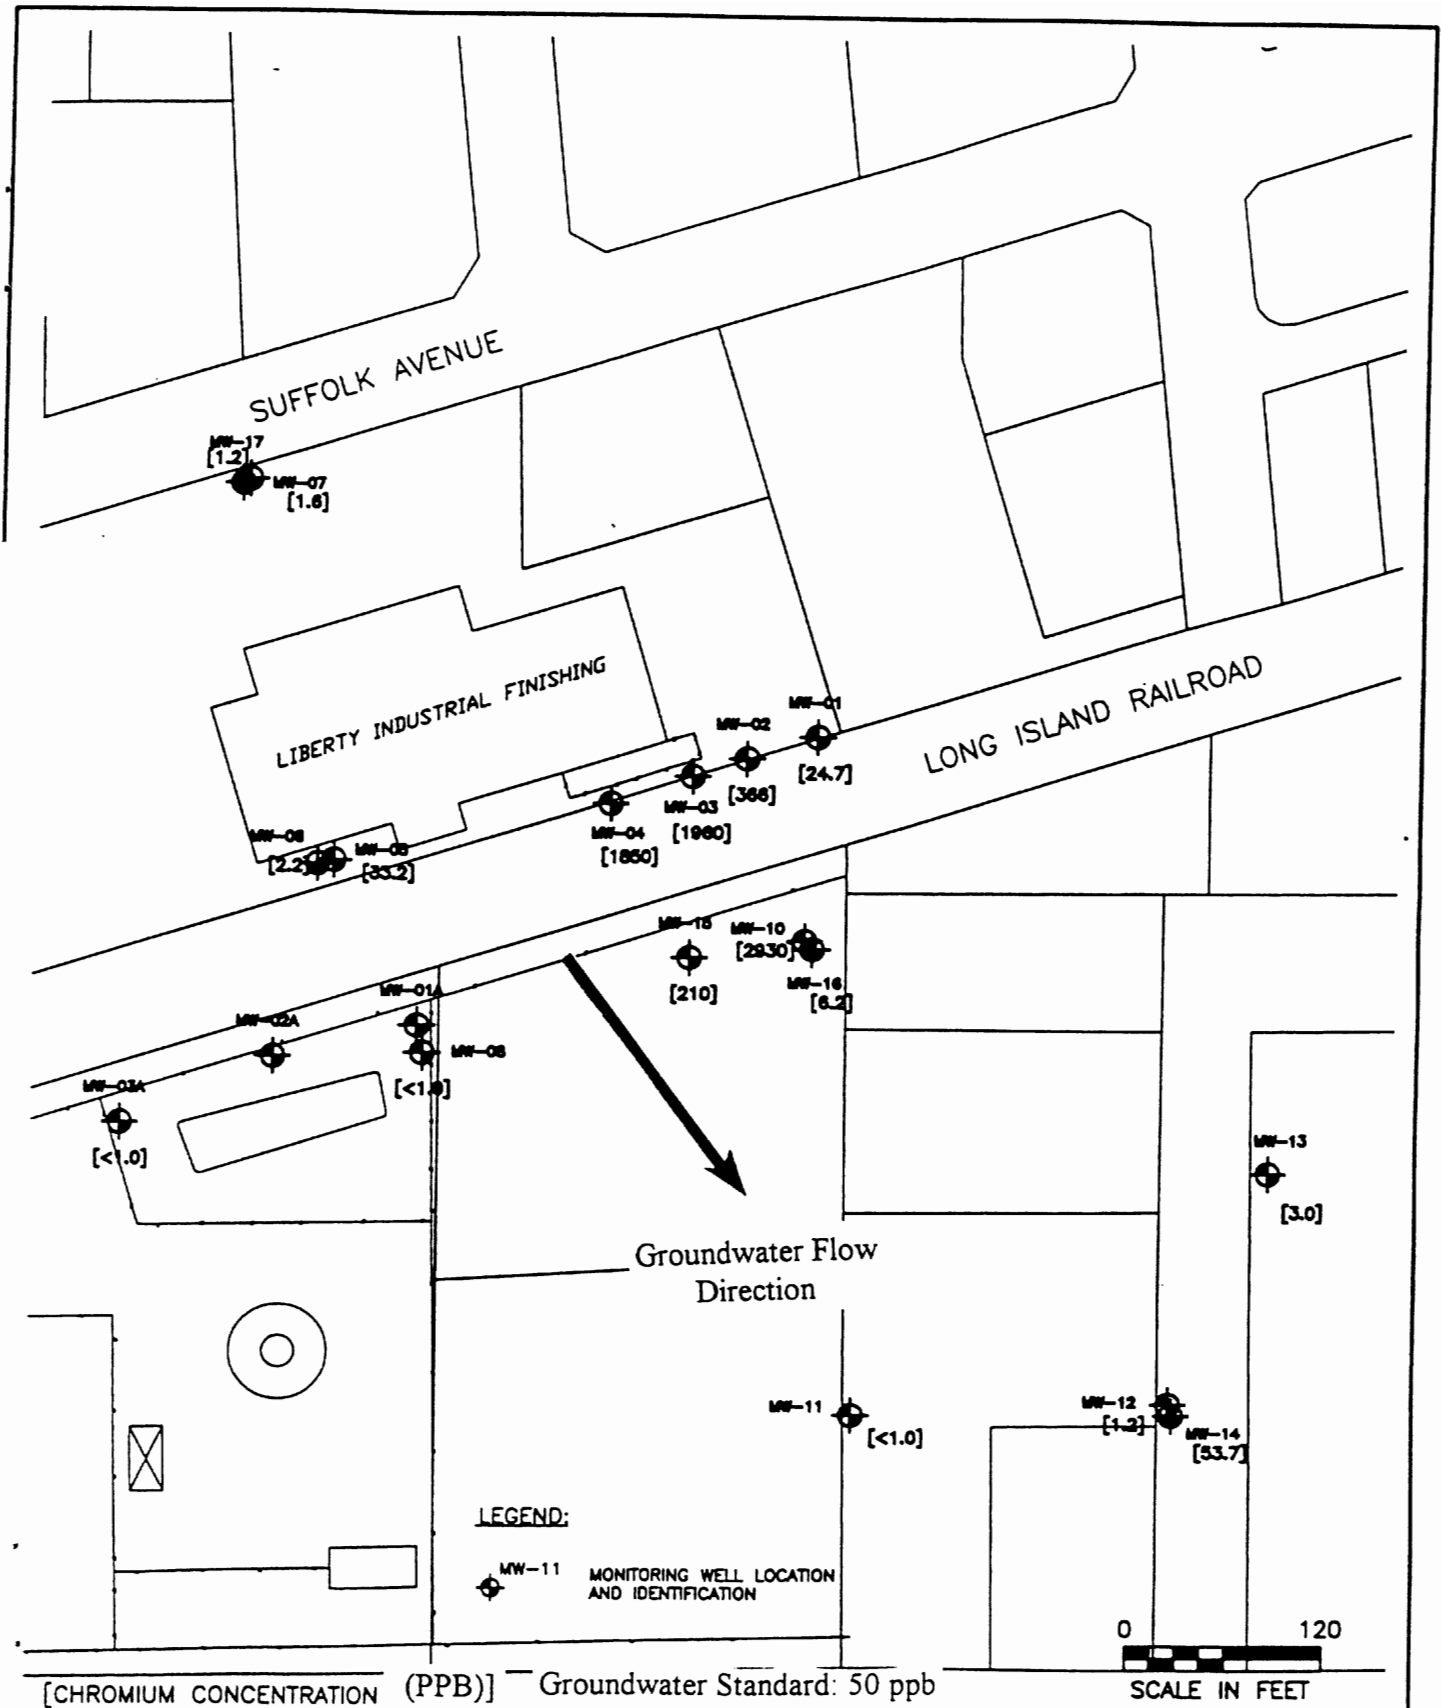 SUFFOLK AVENUE
MW-17
[1.2]
MW-07
[1.6]
LIBERTY INDUSTRIAL FINISHING
LONG ISLAND RAILROAD
MW-01
[24.7]
MW-02
[366]
MW-03
[1960]
MW-04
[1850]
[2.2]
[33.2]
[210]
MW-10
[2930]
MW-16
[6.2]
MW-01A
MW-02A
MW-03A
[<1.0]
MW-08
[<1.0]
MW-13
[3.0]
Groundwater Flow
Direction
MW-11
[<1.0]
MW-12
[1.2]
MW-14
[53.7]
LEGEND:
MW-11
MONITORING WELL LOCATION
AND IDENTIFICATION
0 120
SCALE IN FEET
[CHROMIUM CONCENTRATION (PPB)] Groundwater Standard: 50 ppb